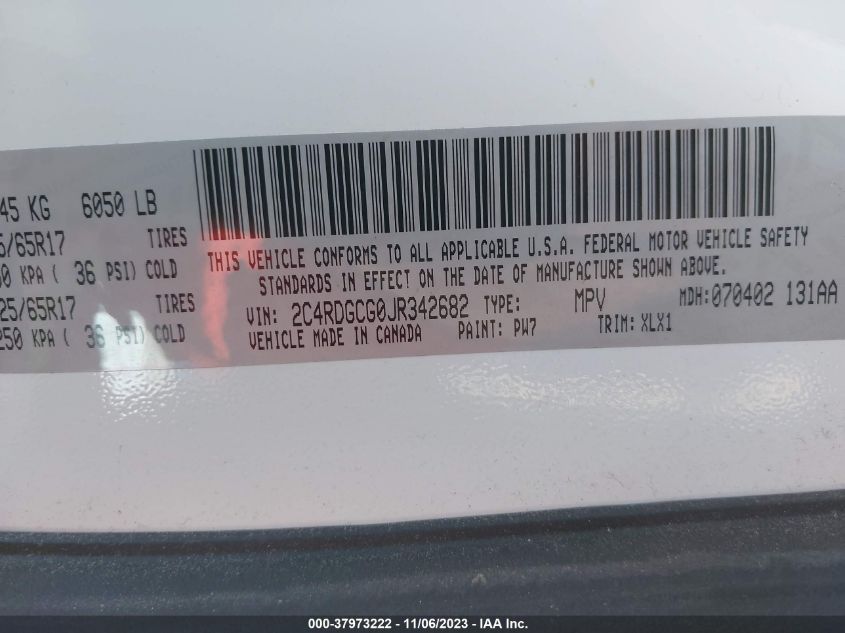 45 KG 6050 LB
/65R17 TIRES
0 KPA ( 36 PSI) COLD
25/65R17 TIRES
250 KPA ( 36 PSI) COLD
THIS VEHICLE CONFORMS TO ALL APPLICABLE U.S.A. FEDERAL MOTOR VEHICLE SAFETY
STANDARDS IN EFFECT ON THE DATE OF MANUFACTURE SHOWN ABOVE.
VIN: 2C4RDGCG0JR342682 TYPE: MPV MDH:070402 131AA
VEHICLE MADE IN CANADA PAINT: PW7 TRIM: XLX1
000-37973222 - 11/06/2023 - IAA Inc.